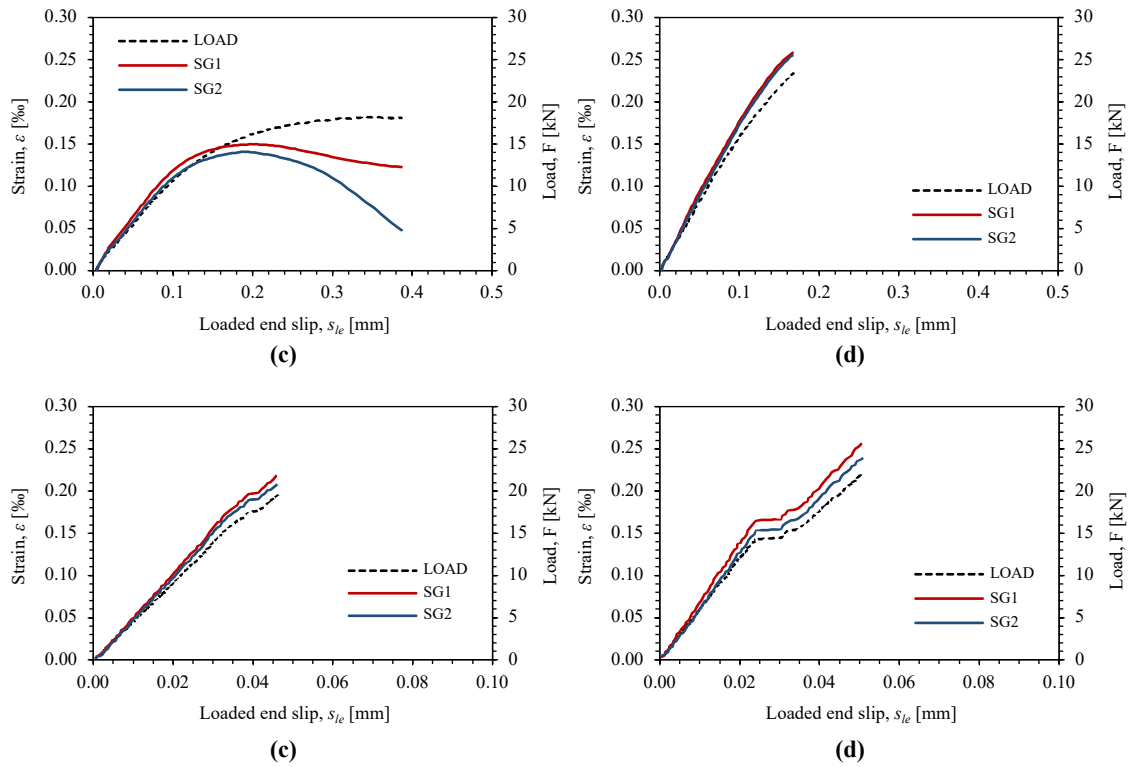 0.30
0.25
0.20
0.15
0.10
0.05
0.00
Strain, ε [‰]
LOAD
SG1
SG2
30
25
20
15
10
5
0
Load, F [kN]
0.0 0.1 0.2 0.3 0.4 0.5
Loaded end slip, sle [mm]
(c)
0.30
0.25
0.20
0.15
0.10
0.05
0.00
Strain, ε [‰]
LOAD
SG1
SG2
30
25
20
15
10
5
0
Load, F [kN]
0.0 0.1 0.2 0.3 0.4 0.5
Loaded end slip, sle [mm]
(d)
0.30
0.25
0.20
0.15
0.10
0.05
0.00
Strain, ε [‰]
LOAD
SG1
SG2
30
25
20
15
10
5
0
Load, F [kN]
0.00 0.02 0.04 0.06 0.08 0.10
Loaded end slip, sle [mm]
(c)
0.30
0.25
0.20
0.15
0.10
0.05
0.00
Strain, ε [‰]
LOAD
SG1
SG2
30
25
20
15
10
5
0
Load, F [kN]
0.00 0.02 0.04 0.06 0.08 0.10
Loaded end slip, sle [mm]
(d)